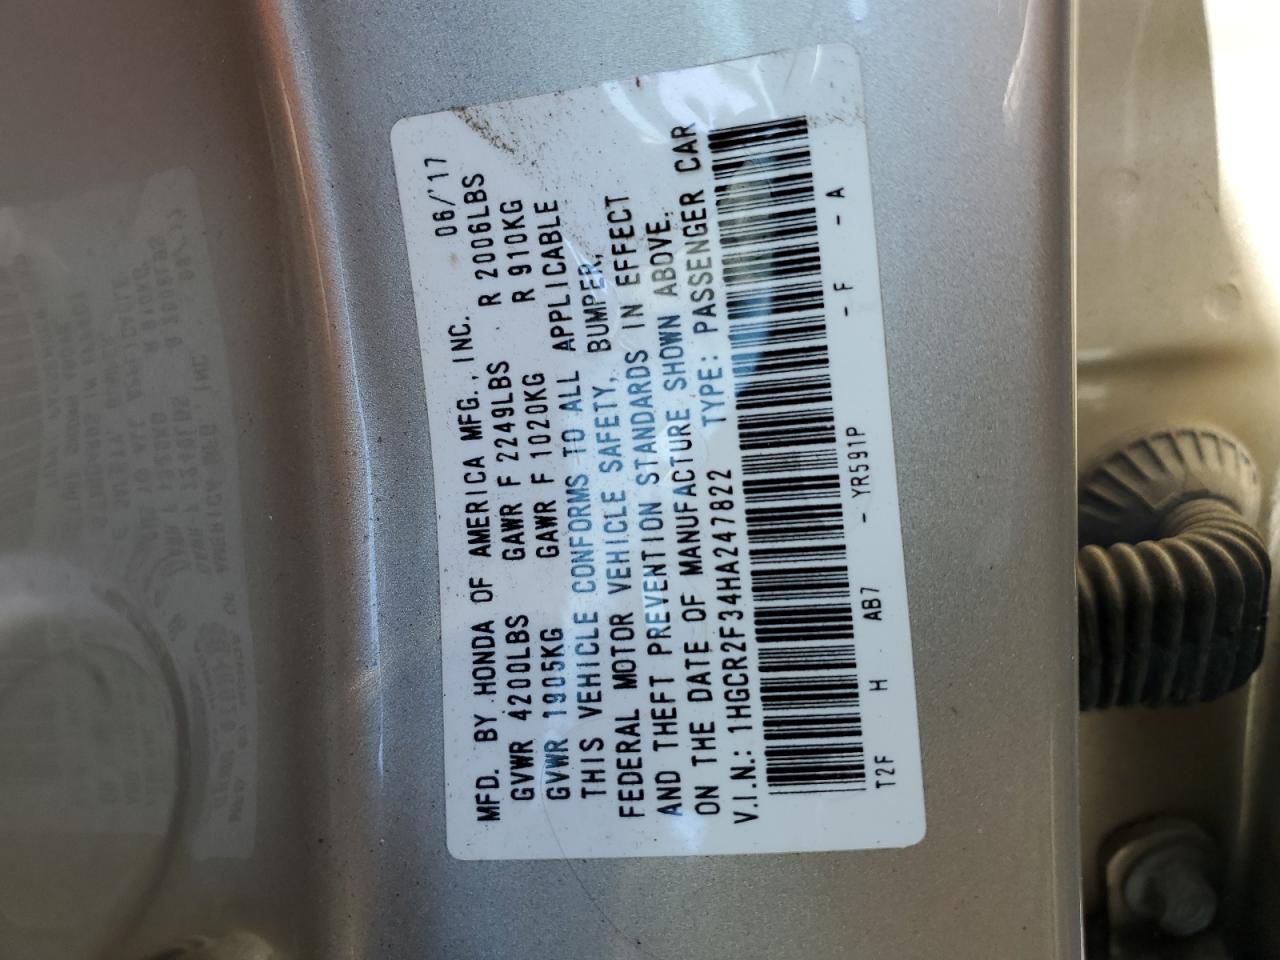 MFD. BY HONDA OF AMERICA MFG., INC. 06/'17
GVWR 4200LBS GAWR F 2249LBS R 2006LBS
GVWR 1905KG GAWR F 1020KG R 910KG
THIS VEHICLE CONFORMS TO ALL APPLICABLE
FEDERAL MOTOR VEHICLE SAFETY, BUMPER,
AND THEFT PREVENTION STANDARDS IN EFFECT
ON THE DATE OF MANUFACTURE SHOWN ABOVE.
V.I.N.: 1HGCR2F34HA247822 TYPE: PASSENGER CAR
T2F H AB7 - YR591P - F - A